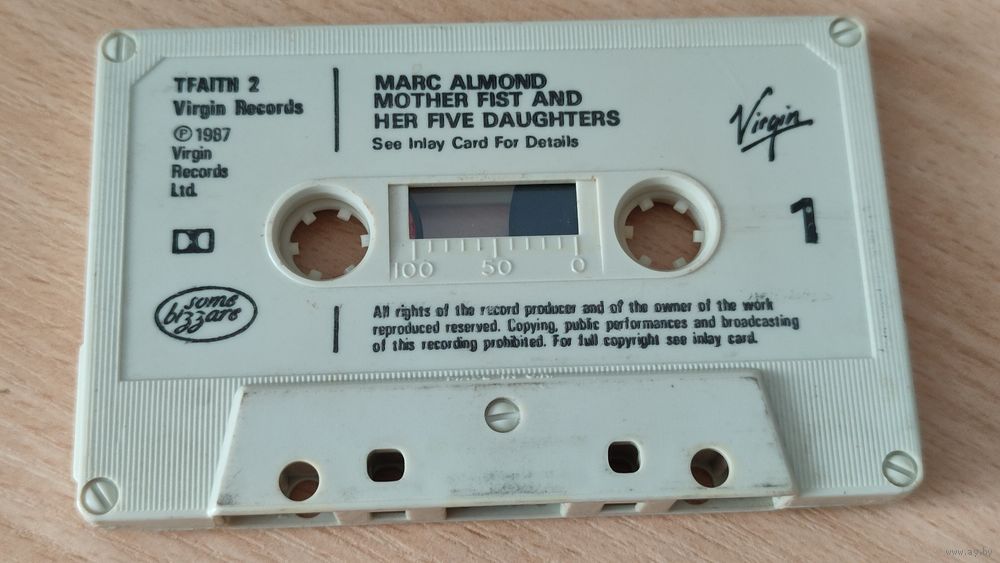 TFAITN 2
Virgin Records
Ⓟ 1987
Virgin
Records
Ltd.
MARC ALMOND
MOTHER FIST AND
HER FIVE DAUGHTERS
See Inlay Card For Details
Virgin
1
100 50 0
some
bizzare
All rights of the record producer and of the owner of the work
reproduced reserved. Copying, public performances and broadcasting
of this recording prohibited. For full copyright see inlay card.
www.ay.by